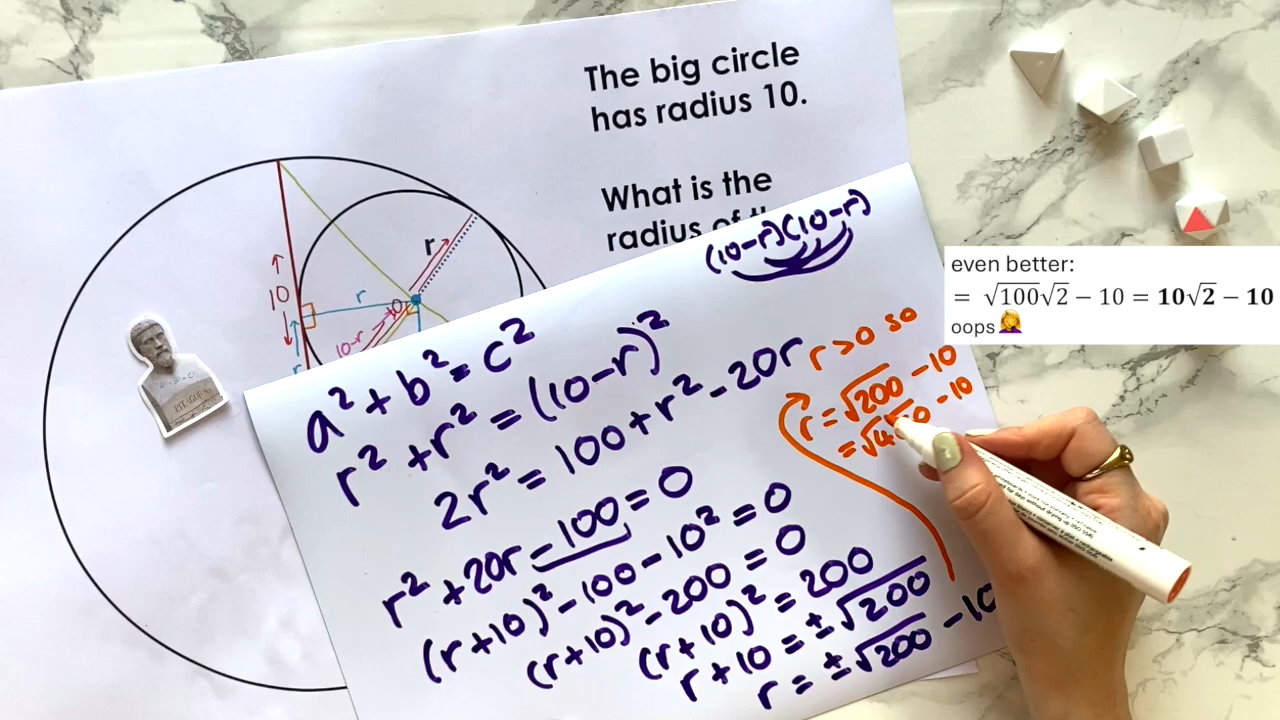 The big circle
has radius 10.
What is the
radius of
10
r
r
10-r
r
(10-r)(10-r)
a² + b² = c²
r² + r² = (10-r)²
2r² = 100 + r² - 20r
r² + 20r - 100 = 0
(r+10)² - 100 - 10² = 0
(r+10)² - 200 = 0
(r+10)² = 200
r + 10 = ±√200
r = ±√200 - 10
r > 0 so
r = √200 - 10
- 10
even better:
= √100√2 − 10 = 10√2 − 10
oops🤦‍♀️